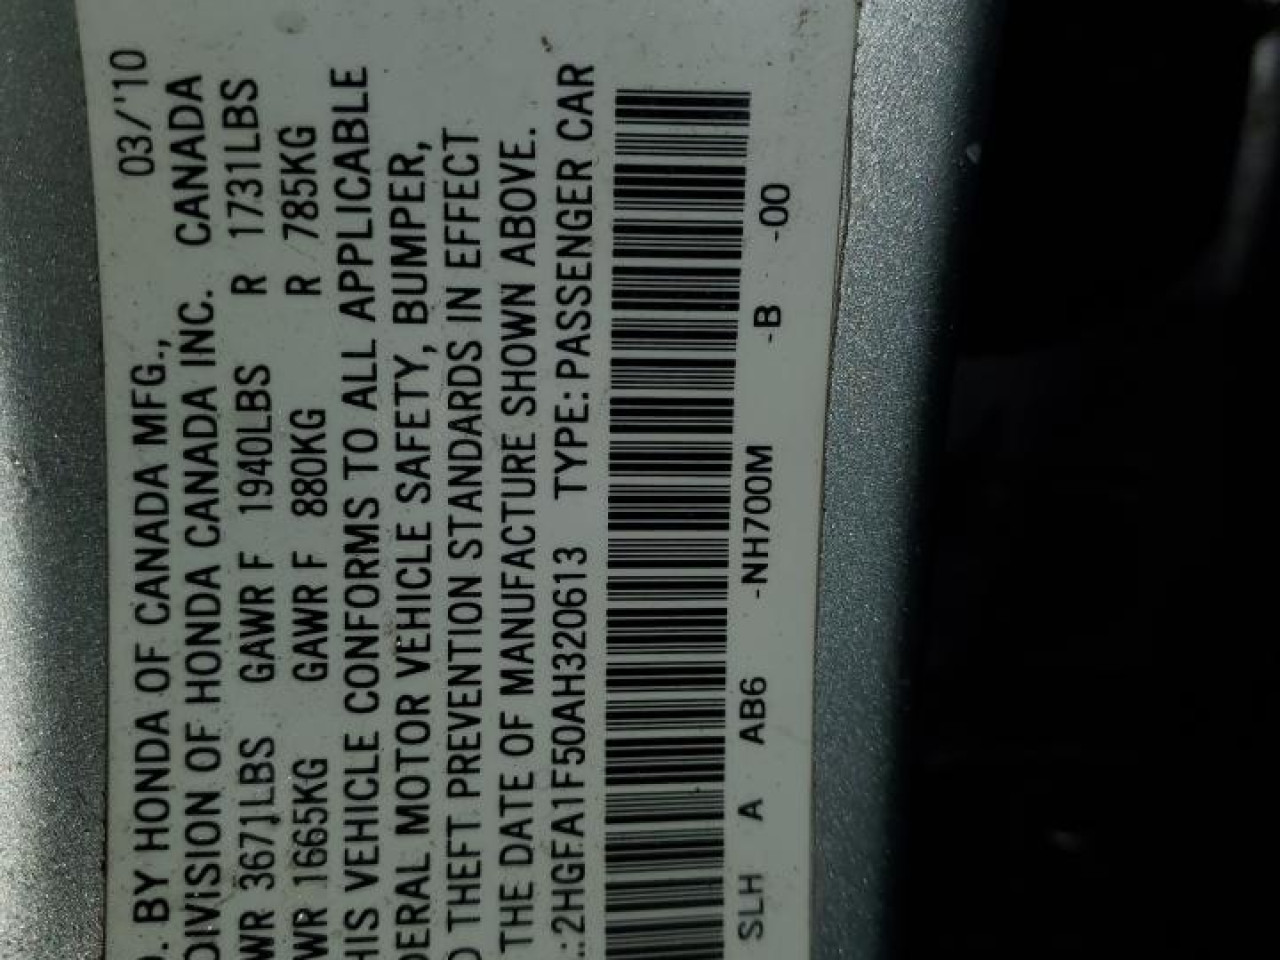 . BY HONDA OF CANADA MFG., 03/'10
DIVISION OF HONDA CANADA INC. CANADA
WR 3671LBS GAWR F 1940LBS R 1731LBS
WR 1665KG GAWR F 880KG R 785KG
HIS VEHICLE CONFORMS TO ALL APPLICABLE
DERAL MOTOR VEHICLE SAFETY, BUMPER,
THEFT PREVENTION STANDARDS IN EFFECT
THE DATE OF MANUFACTURE SHOWN ABOVE.
.:2HGFA1F50AH320613 TYPE:PASSENGER CAR
SLH A AB6 -NH700M -B -00